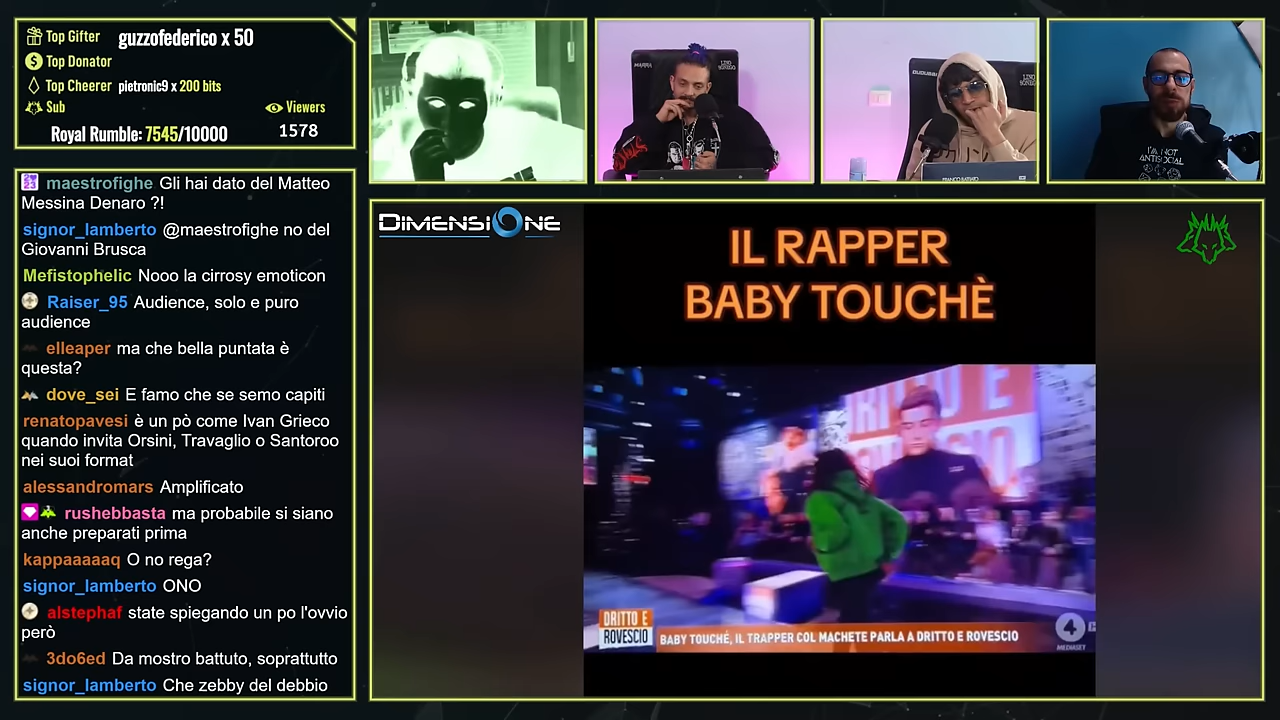 Top Gifter guzzofederico x 50
Top Donator
Top Cheerer pietronic9 x 200 bits
Sub
Viewers
Royal Rumble: 7545/10000
1578
maestrofighe Gli hai dato del Matteo
Messina Denaro ?!
signor_lamberto @maestrofighe no del
Giovanni Brusca
Mefistophelic Nooo la cirrosy emoticon
Raiser_95 Audience, solo e puro
audience
elleaper ma che bella puntata è
questa?
dove_sei E famo che se semo capiti
renatopavesi è un pò come Ivan Grieco
quando invita Orsini, Travaglio o Santoroo
nei suoi format
alessandromars Amplificato
rushebbasta ma probabile si siano
anche preparati prima
kappaaaaaq O no rega?
signor_lamberto ONO
alstephaf state spiegando un po l'ovvio
però
3do6ed Da mostro battuto, soprattutto
signor_lamberto Che zebby del debbio
I'M NOT
ANTISOCIAL
DIMENSIONE
IL RAPPER
BABY TOUCHÈ
DRITTO E
ROVESCIO
BABY TOUCHÉ, IL TRAPPER COL MACHETE PARLA A DRITTO E ROVESCIO
4
MEDIASET